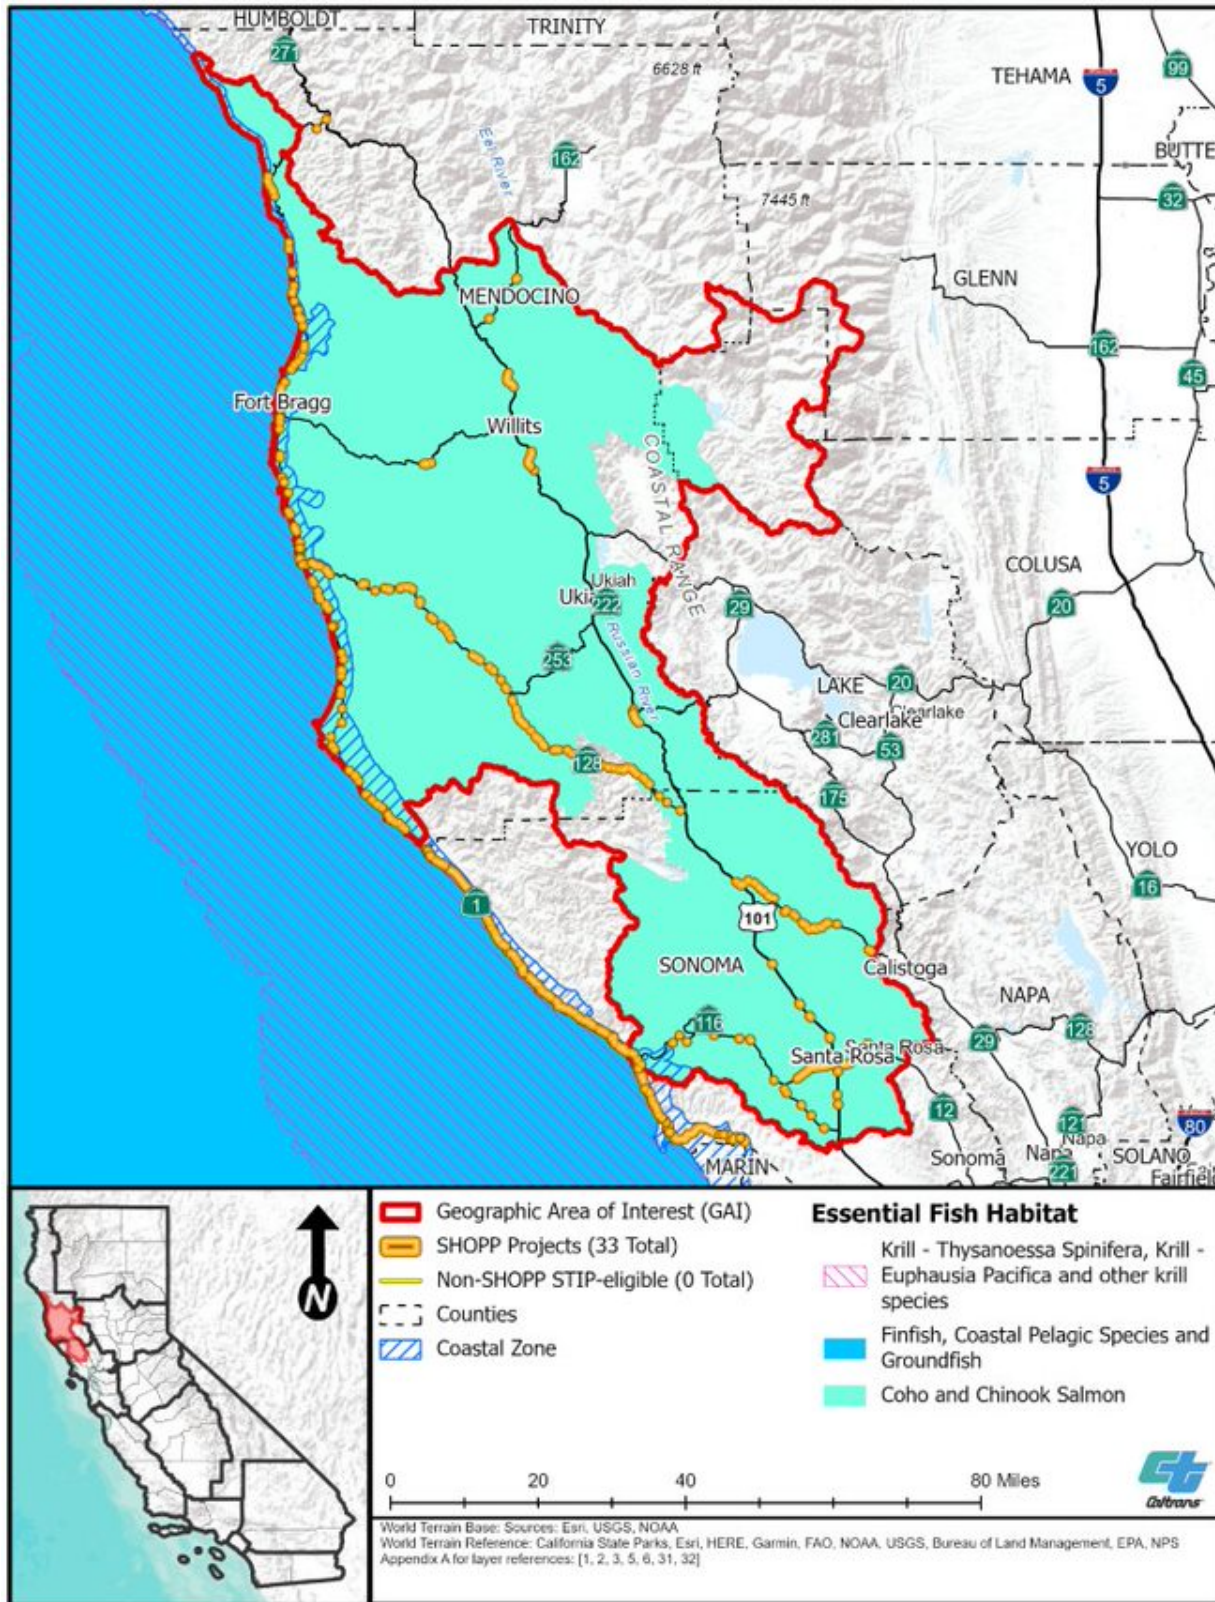 HUMBOLDT
TRINITY
271
6628 ft
TEHAMA
5
99
Eel River
162
BUTTE
7445 ft
32
GLENN
MENDOCINO
162
45
Fort Bragg
Willits
COASTAL RANGE
5
COLUSA
Ukiah
222
29
20
Russian River
253
LAKE
20
Clearlake
Clearlake
281
53
128
175
YOLO
16
1
101
SONOMA
Calistoga
NAPA
116
128
29
Santa Rosa
Santa Rosa
12
121
80
Napa
Sonoma
Napa
SOLANO
MARIN
221
Fairfield
N
Geographic Area of Interest (GAI)
SHOPP Projects (33 Total)
Non-SHOPP STIP-eligible (0 Total)
Counties
Coastal Zone
Essential Fish Habitat
Krill - Thysanoessa Spinifera, Krill -
Euphausia Pacifica and other krill
species
Finfish, Coastal Pelagic Species and
Groundfish
Coho and Chinook Salmon
0 20 40 80 Miles
Caltrans
World Terrain Base: Sources: Esri, USGS, NOAA
World Terrain Reference: California State Parks, Esri, HERE, Garmin, FAO, NOAA, USGS, Bureau of Land Management, EPA, NPS
Appendix A for layer references: [1, 2, 3, 5, 6, 31, 32]